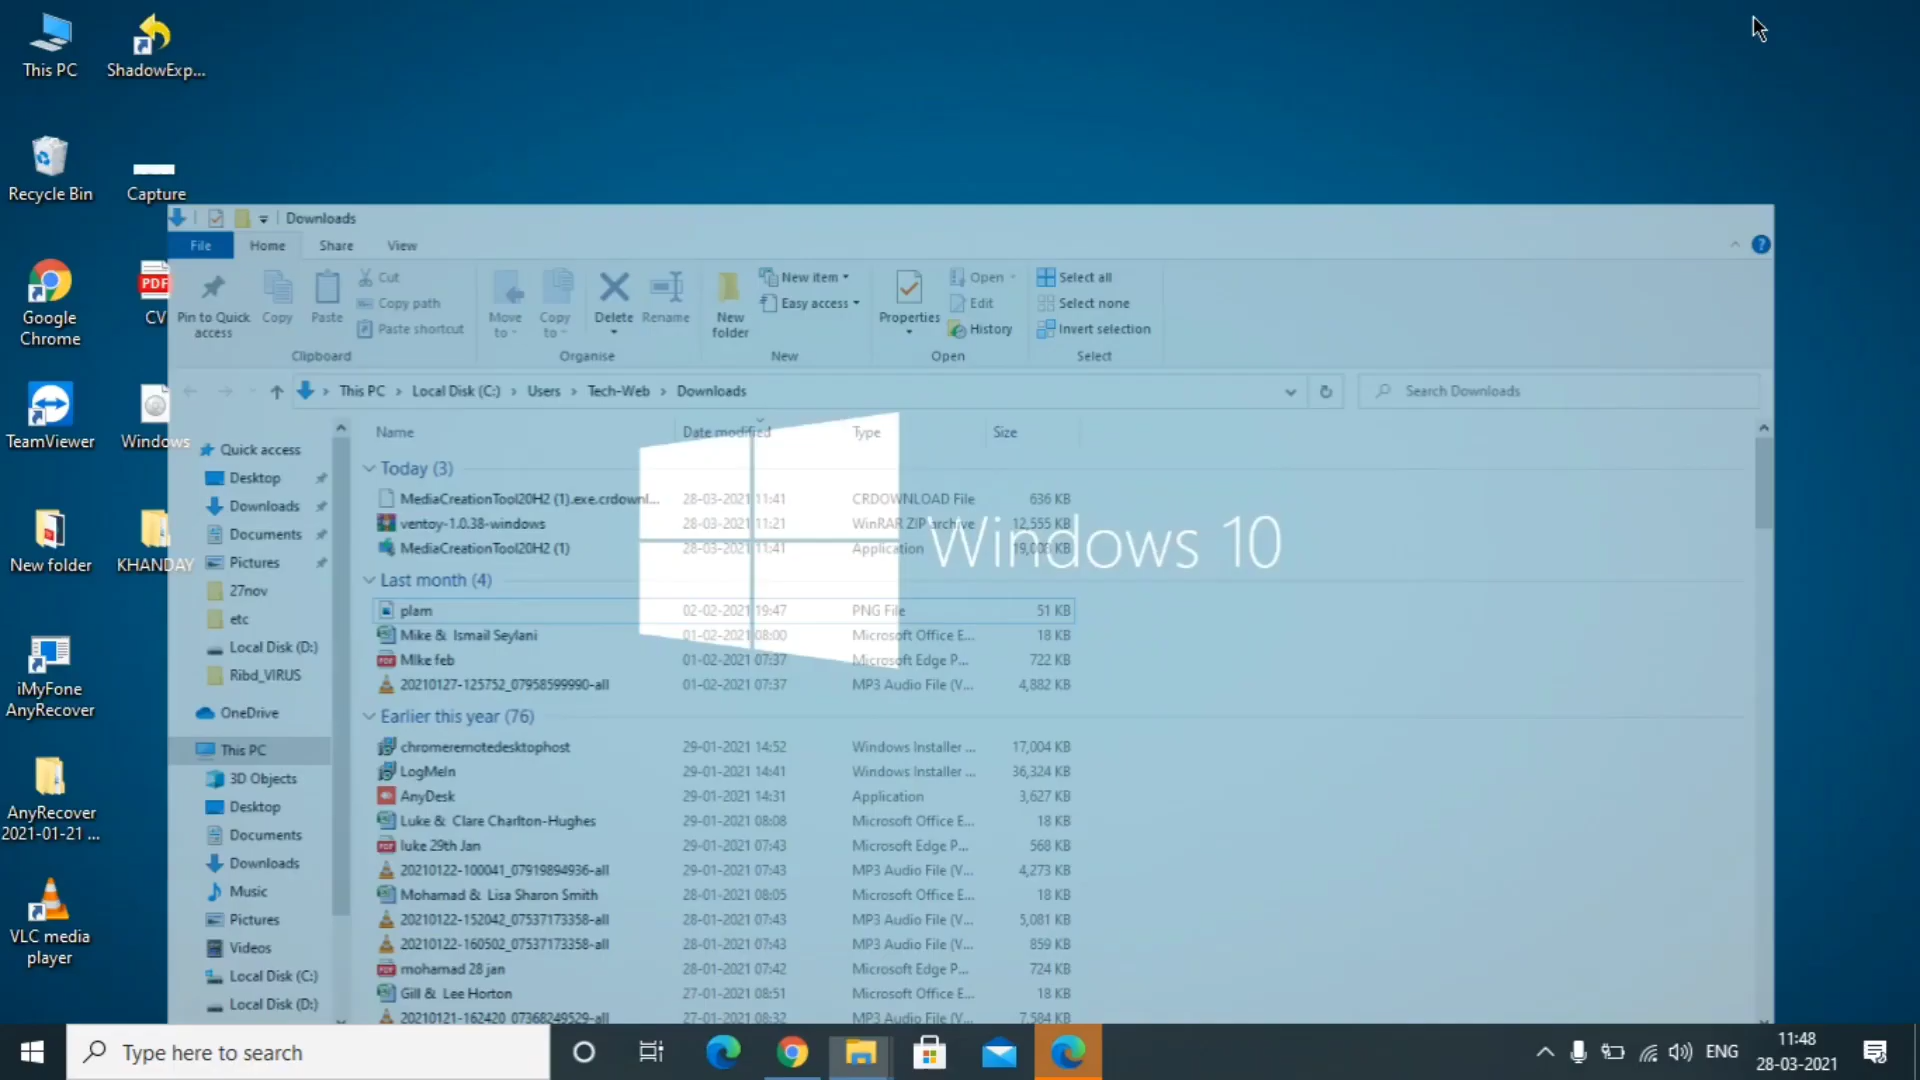 This PC
ShadowExp...
Recycle Bin
Capture
Google
Chrome
PDF
CV
TeamViewer
Windows
New folder
KHANDAY
iMyFone
AnyRecover
AnyRecover
2021-01-21 ...
VLC media
player
Downloads
File Home Share View
Pin to Quick
access
Copy
Paste
Cut
Copy path
Paste shortcut
Clipboard
Move
to
Copy
to
Delete
Rename
Organise
New
folder
New item
Easy access
New
Properties
Open
Edit
History
Open
Select all
Select none
Invert selection
Select
This PC > Local Disk (C:) > Users > Tech-Web > Downloads
Search Downloads
Quick access
Desktop
Downloads
Documents
Pictures
27nov
etc
Local Disk (D:)
Ribd_VIRUS
OneDrive
This PC
3D Objects
Desktop
Documents
Downloads
Music
Pictures
Videos
Local Disk (C:)
Local Disk (D:)
Name Date modified Type Size
Today (3)
MediaCreationTool20H2 (1).exe.crdownl... 28-03-2021 11:41 CRDOWNLOAD File 636 KB
ventoy-1.0.38-windows 28-03-2021 11:21 WinRAR ZIP archive 12,555 KB
MediaCreationTool20H2 (1) 28-03-2021 11:41 Application 19,008 KB
Windows 10
Last month (4)
plam 02-02-2021 19:47 PNG File 51 KB
Mike & Ismail Seylani 01-02-2021 08:00 Microsoft Office E... 18 KB
MIke feb 01-02-2021 07:37 Microsoft Edge P... 722 KB
20210127-125752_07958599990-all 01-02-2021 07:37 MP3 Audio File (V... 4,882 KB
Earlier this year (76)
chromeremotedesktophost 29-01-2021 14:52 Windows Installer ... 17,004 KB
LogMeIn 29-01-2021 14:41 Windows Installer ... 36,324 KB
AnyDesk 29-01-2021 14:31 Application 3,627 KB
Luke & Clare Charlton-Hughes 29-01-2021 08:08 Microsoft Office E... 18 KB
luke 29th Jan 29-01-2021 07:43 Microsoft Edge P... 568 KB
20210122-100041_07919894936-all 29-01-2021 07:43 MP3 Audio File (V... 4,273 KB
Mohamad & Lisa Sharon Smith 28-01-2021 08:05 Microsoft Office E... 18 KB
20210122-152042_07537173358-all 28-01-2021 07:43 MP3 Audio File (V... 5,081 KB
20210122-160502_07537173358-all 28-01-2021 07:43 MP3 Audio File (V... 859 KB
mohamad 28 jan 28-01-2021 07:42 Microsoft Edge P... 724 KB
Gill & Lee Horton 27-01-2021 08:51 Microsoft Office E... 18 KB
20210121-162420_07368249529-all 27-01-2021 08:32 MP3 Audio File (V... 7,584 KB
Type here to search
ENG
11:48
28-03-2021